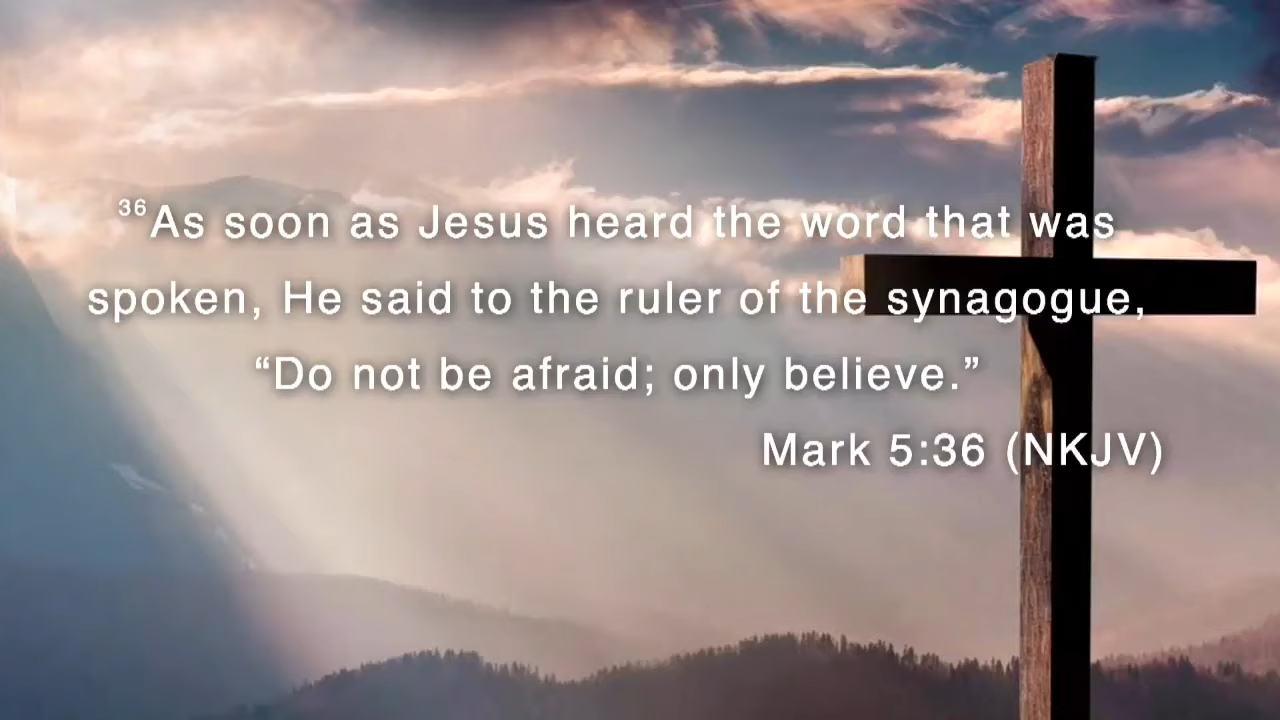 ³⁶As soon as Jesus heard the word that was
spoken, He said to the ruler of the synagogue,
“Do not be afraid; only believe.”
Mark 5:36 (NKJV)